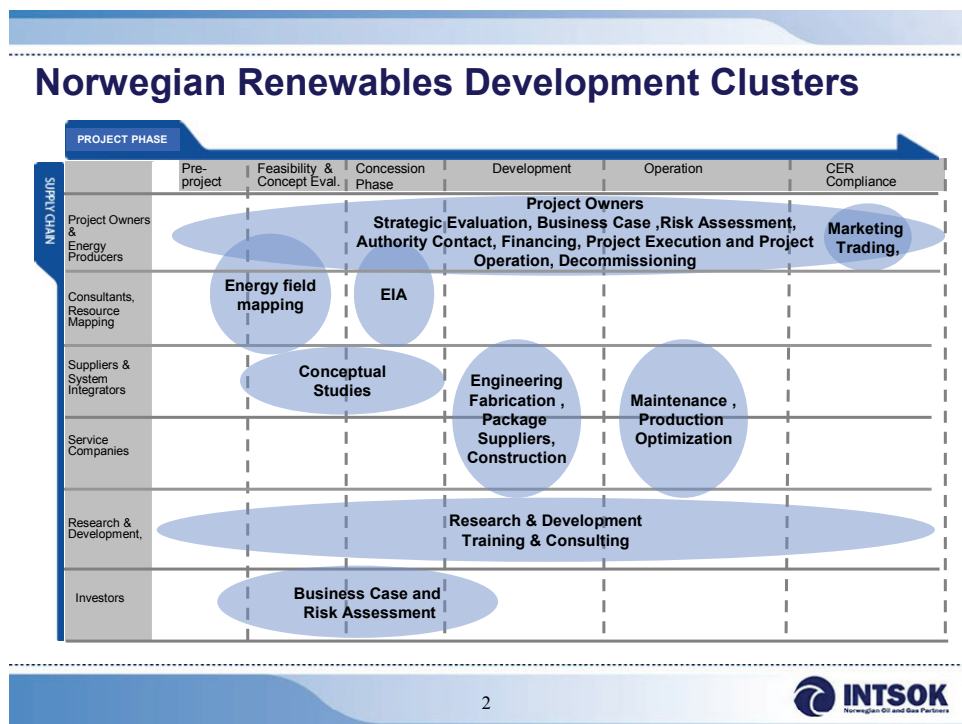 Norwegian Renewables Development Clusters
PROJECT PHASE
SUPPLY CHAIN
Pre-
project
Feasibility &
Concept Eval.
Concession
Phase
Development
Operation
CER
Compliance
Project Owners
&
Energy
Producers
Project Owners
Strategic Evaluation, Business Case ,Risk Assessment,
Authority Contact, Financing, Project Execution and Project
Operation, Decommissioning
Marketing
Trading,
Consultants,
Resource
Mapping
Energy field
mapping
EIA
Suppliers &
System
Integrators
Conceptual
Studies
Engineering
Fabrication ,
Package
Suppliers,
Construction
Maintenance ,
Production
Optimization
Service
Companies
Research &
Development,
Research & Development
Training & Consulting
Investors
Business Case and
Risk Assessment
2
INTSOK
Norwegian Oil and Gas Partners